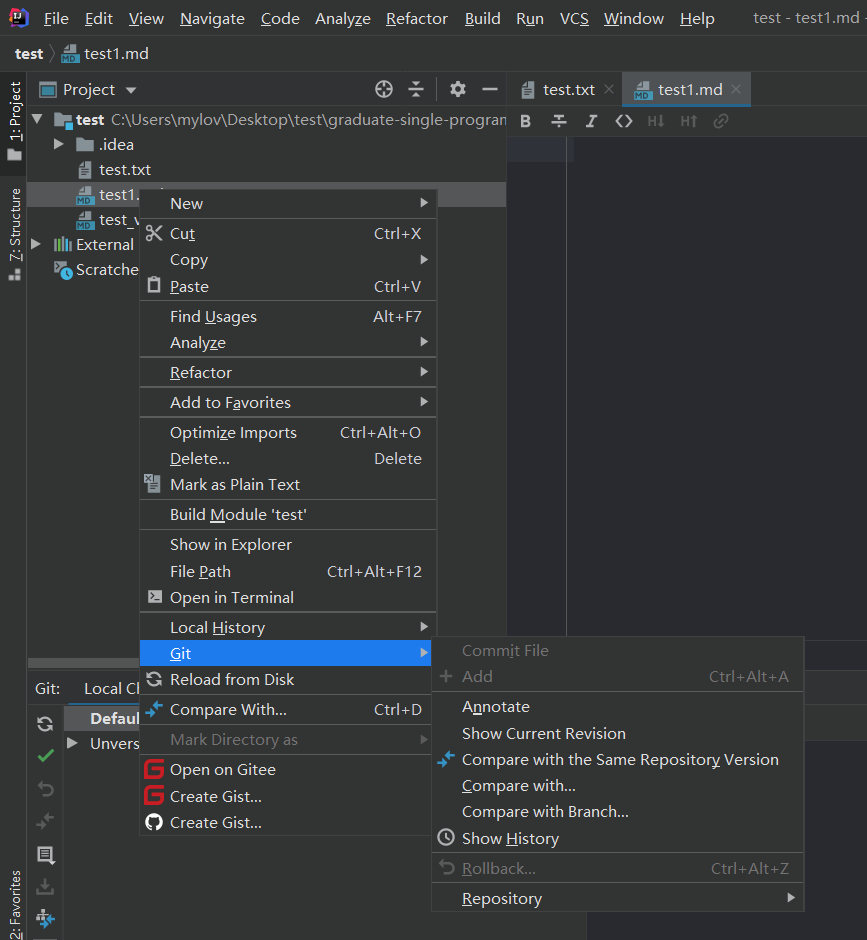 File Edit View Navigate Code Analyze Refactor Build Run VCS Window Help test - test1.md -
test test1.md
1: Project
Project
test.txt
test1.md
test C:\Users\mylov\Desktop\test\graduate-single-program
.idea
test.txt
test1.
test_v
External
Scratche
7: Structure
New
Cut Ctrl+X
Copy
Paste Ctrl+V
Find Usages Alt+F7
Analyze
Refactor
Add to Favorites
Optimize Imports Ctrl+Alt+O
Delete... Delete
Mark as Plain Text
Build Module 'test'
Show in Explorer
File Path Ctrl+Alt+F12
Open in Terminal
Local History
Git
Reload from Disk
Compare With... Ctrl+D
Mark Directory as
Open on Gitee
Create Gist...
Create Gist...
Commit File
Add Ctrl+Alt+A
Annotate
Show Current Revision
Compare with the Same Repository Version
Compare with...
Compare with Branch...
Show History
Rollback... Ctrl+Alt+Z
Repository
Git: Local Ch
Defaul
Unvers
2: Favorites